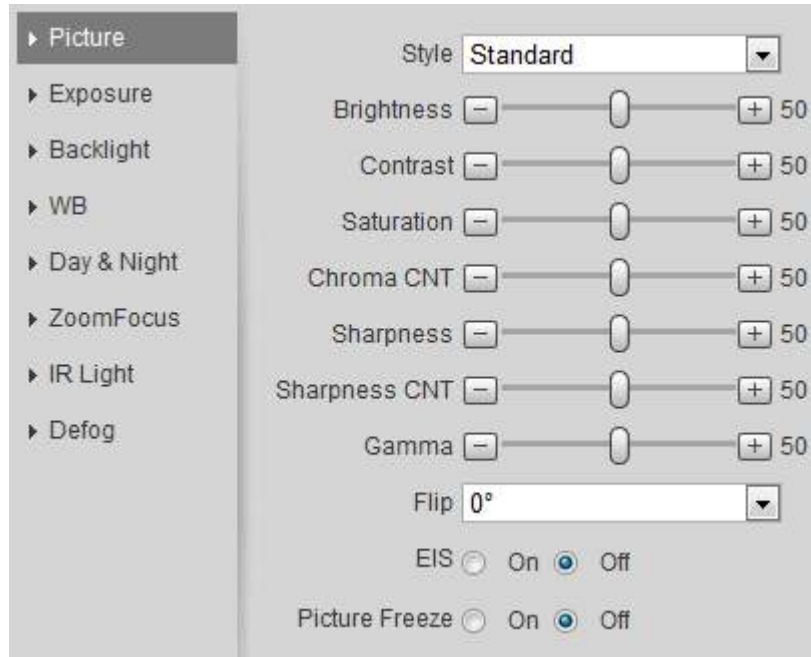 Picture
Exposure
Backlight
WB
Day & Night
ZoomFocus
IR Light
Defog
Style Standard
Brightness 50
Contrast 50
Saturation 50
Chroma CNT 50
Sharpness 50
Sharpness CNT 50
Gamma 50
Flip 0°
EIS On Off
Picture Freeze On Off